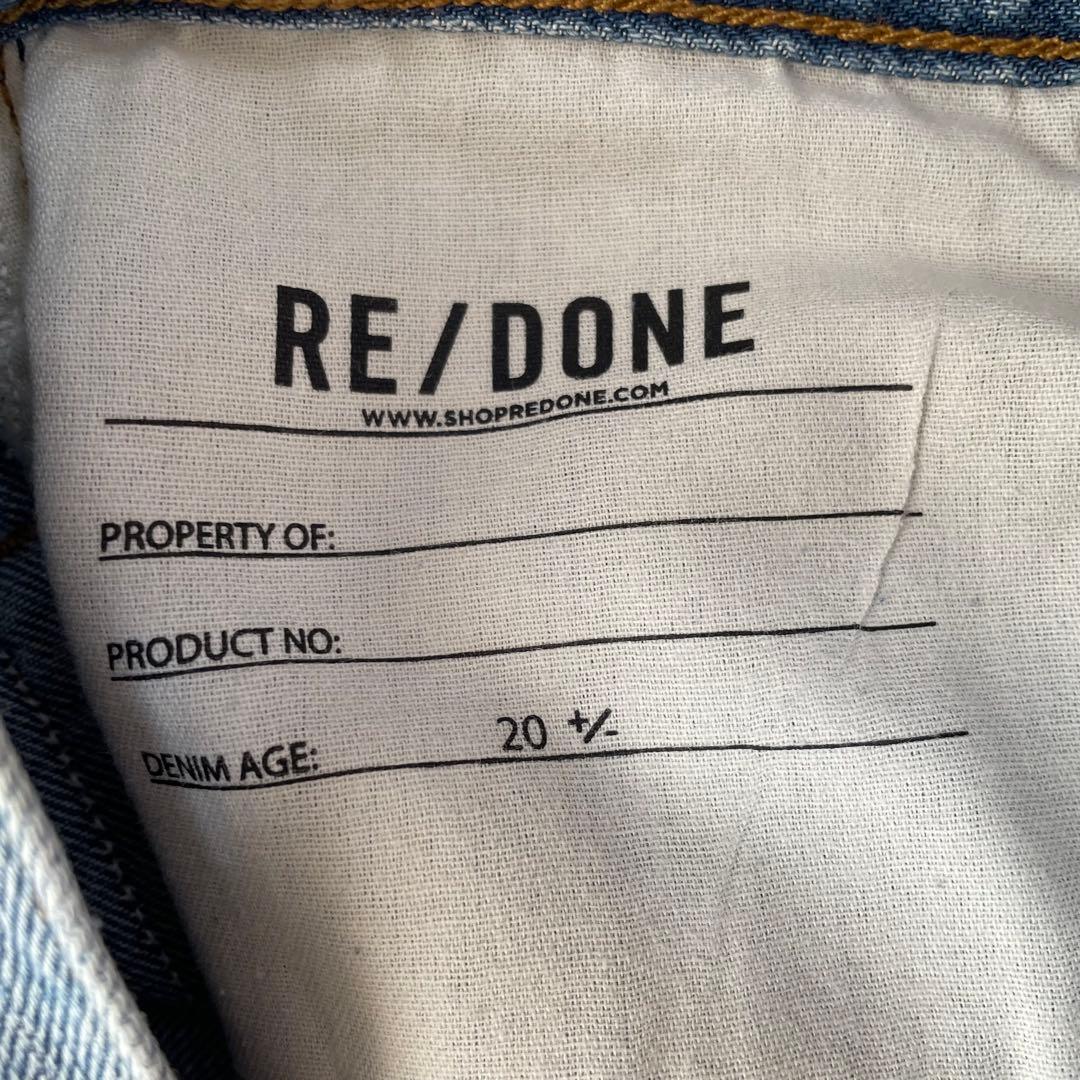 RE/DONE
WWW.SHOPREDONE.COM
PROPERTY OF:
PRODUCT NO:
DENIM AGE: 20 +/-